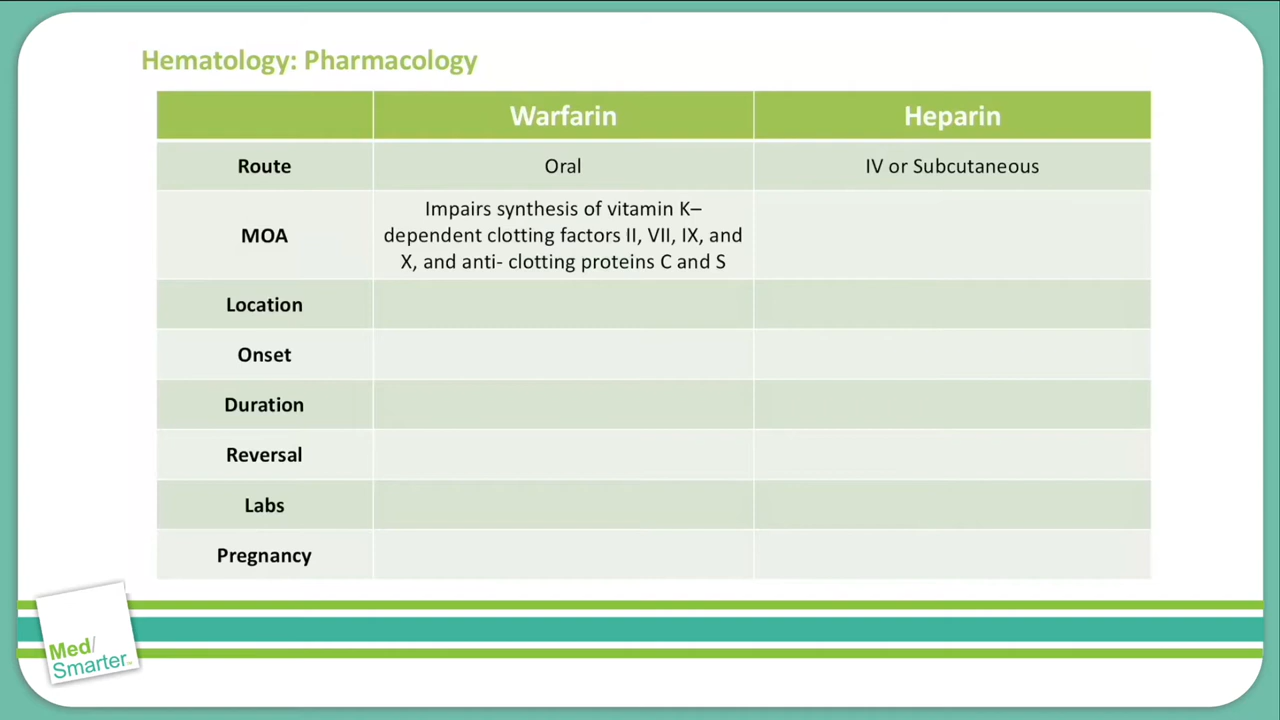 Hematology: Pharmacology
Warfarin Heparin
Route Oral IV or Subcutaneous
Impairs synthesis of vitamin K–
MOA dependent clotting factors II, VII, IX, and
X, and anti- clotting proteins C and S
Location
Onset
Duration
Reversal
Labs
Pregnancy
Med/
Smarter